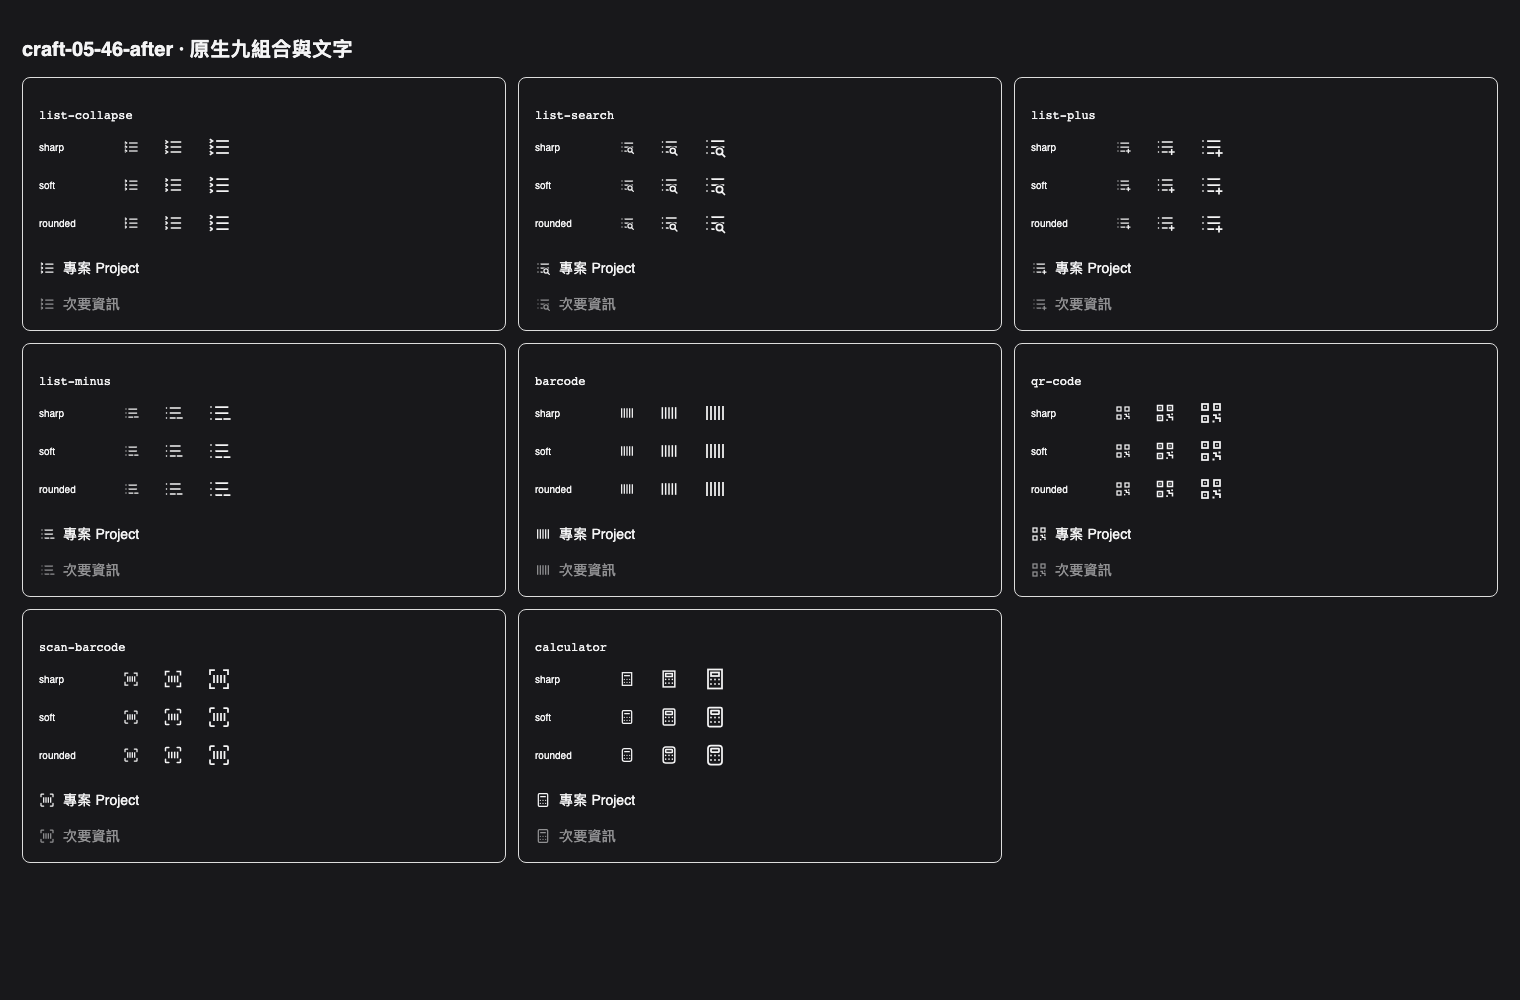 craft-05-46-after · 原生九組合與文字
list-collapse
sharp
soft
rounded
專案 Project
次要資訊
list-search
sharp
soft
rounded
專案 Project
次要資訊
list-plus
sharp
soft
rounded
專案 Project
次要資訊
list-minus
sharp
soft
rounded
專案 Project
次要資訊
barcode
sharp
soft
rounded
專案 Project
次要資訊
qr-code
sharp
soft
rounded
專案 Project
次要資訊
scan-barcode
sharp
soft
rounded
專案 Project
次要資訊
calculator
sharp
soft
rounded
專案 Project
次要資訊